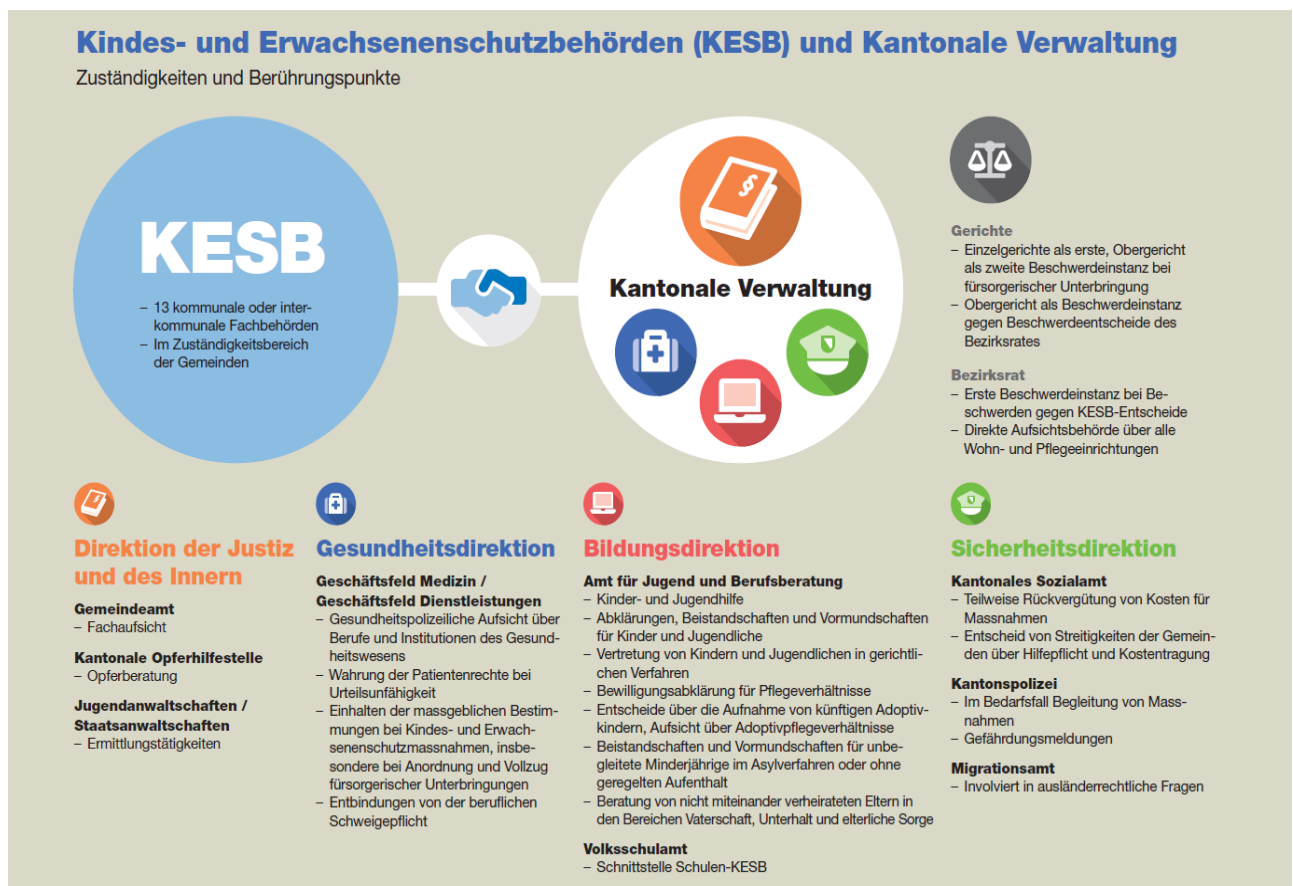 Kindes- und Erwachsenenschutzbehörden (KESB) und Kantonale Verwaltung
Zuständigkeiten und Berührungspunkte
KESB
– 13 kommunale oder inter-
kommunale Fachbehörden
– Im Zuständigkeitsbereich
der Gemeinden
§
Kantonale Verwaltung
Gerichte
– Einzelgerichte als erste, Obergericht
als zweite Beschwerdeinstanz bei
fürsorgerischer Unterbringung
– Obergericht als Beschwerdeinstanz
gegen Beschwerdeentscheide des
Bezirksrates
Bezirksrat
– Erste Beschwerdeinstanz bei Be-
schwerden gegen KESB-Entscheide
– Direkte Aufsichtsbehörde über alle
Wohn- und Pflegeeinrichtungen
Direktion der Justiz
und des Innern
Gemeindeamt
– Fachaufsicht
Kantonale Opferhilfestelle
– Opferberatung
Jugendanwaltschaften /
Staatsanwaltschaften
– Ermittlungstätigkeiten
Gesundheitsdirektion
Geschäftsfeld Medizin /
Geschäftsfeld Dienstleistungen
– Gesundheitspolizeiliche Aufsicht über
Berufe und Institutionen des Gesund-
heitswesens
– Wahrung der Patientenrechte bei
Urteilsunfähigkeit
– Einhalten der massgeblichen Bestim-
mungen bei Kindes- und Erwach-
senenschutzmassnahmen, insbe-
sondere bei Anordnung und Vollzug
fürsorgerischer Unterbringungen
– Entbindungen von der beruflichen
Schweigepflicht
Bildungsdirektion
Amt für Jugend und Berufsberatung
– Kinder- und Jugendhilfe
– Abklärungen, Beistandschaften und Vormundschaften
für Kinder und Jugendliche
– Vertretung von Kindern und Jugendlichen in gerichtli-
chen Verfahren
– Bewilligungsabklärung für Pflegeverhältnisse
– Entscheide über die Aufnahme von künftigen Adoptiv-
kindern, Aufsicht über Adoptivpflegeverhältnisse
– Beistandschaften und Vormundschaften für unbe-
gleitete Minderjährige im Asylverfahren oder ohne
geregelten Aufenthalt
– Beratung von nicht miteinander verheirateten Eltern in
den Bereichen Vaterschaft, Unterhalt und elterliche Sorge
Volksschulamt
– Schnittstelle Schulen-KESB
Sicherheitsdirektion
Kantonales Sozialamt
– Teilweise Rückvergütung von Kosten für
Massnahmen
– Entscheid von Streitigkeiten der Gemein-
den über Hilfepflicht und Kostentragung
Kantonspolizei
– Im Bedarfsfall Begleitung von Mass-
nahmen
– Gefährdungsmeldungen
Migrationsamt
– Involviert in ausländerrechtliche Fragen